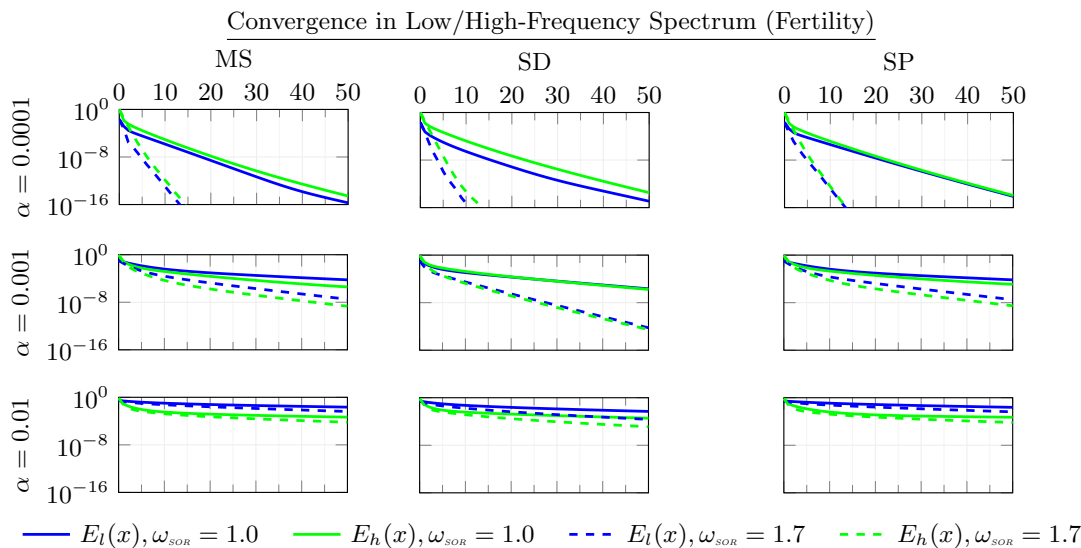 Convergence in Low/High-Frequency Spectrum (Fertility)
MS SD SP
0 10 20 30 40 50 0 10 20 30 40 50 0 10 20 30 40 50
α = 0.0001
10^0
10^−8
10^−16
α = 0.001
10^0
10^−8
10^−16
α = 0.01
10^0
10^−8
10^−16
E_l(x), ω_SOR = 1.0 E_h(x), ω_SOR = 1.0 E_l(x), ω_SOR = 1.7 E_h(x), ω_SOR = 1.7